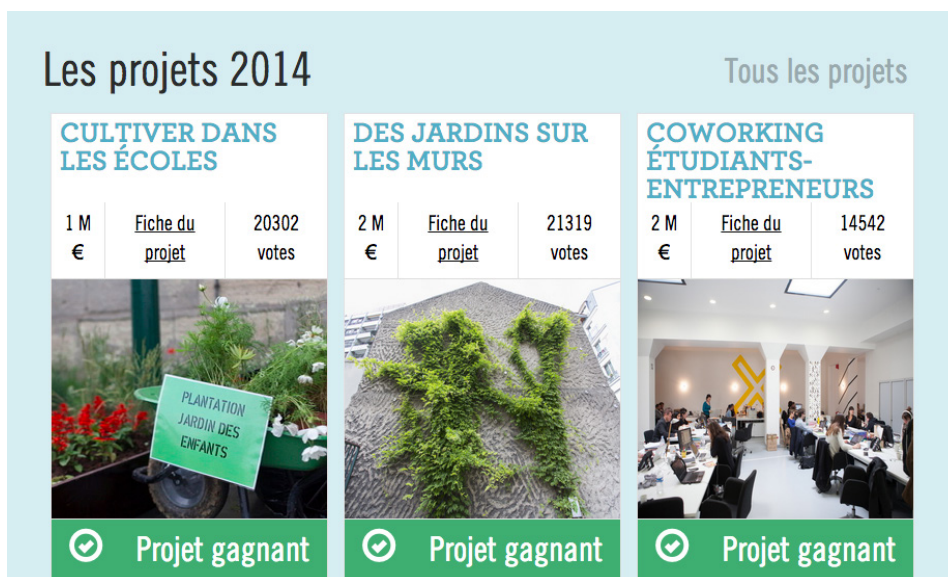 Les projets 2014
Tous les projets
CULTIVER DANS
LES ÉCOLES
1 M
€
Fiche du
projet
20302
votes
PLANTATION
JARDIN DES
ENFANTS
Projet gagnant
DES JARDINS SUR
LES MURS
2 M
€
Fiche du
projet
21319
votes
Projet gagnant
COWORKING
ÉTUDIANTS-
ENTREPRENEURS
2 M
€
Fiche du
projet
14542
votes
Projet gagnant